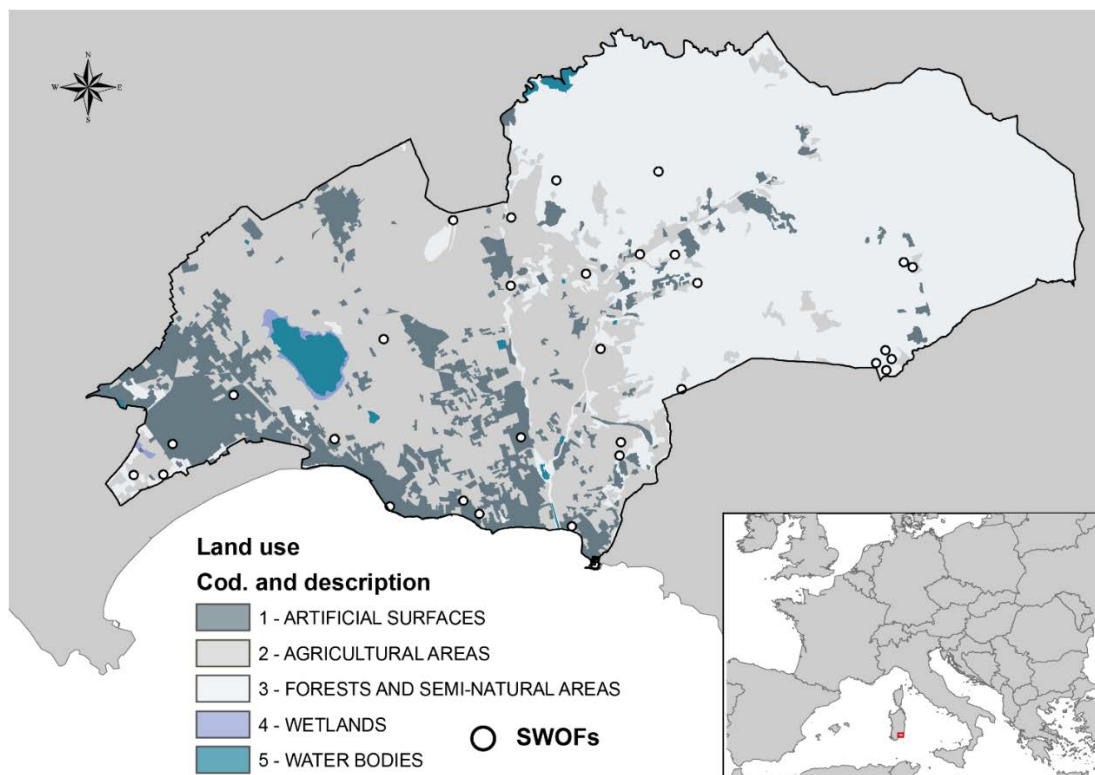 N
W E
S
Land use
Cod. and description
1 - ARTIFICIAL SURFACES
2 - AGRICULTURAL AREAS
3 - FORESTS AND SEMI-NATURAL AREAS
4 - WETLANDS
SWOFs
5 - WATER BODIES